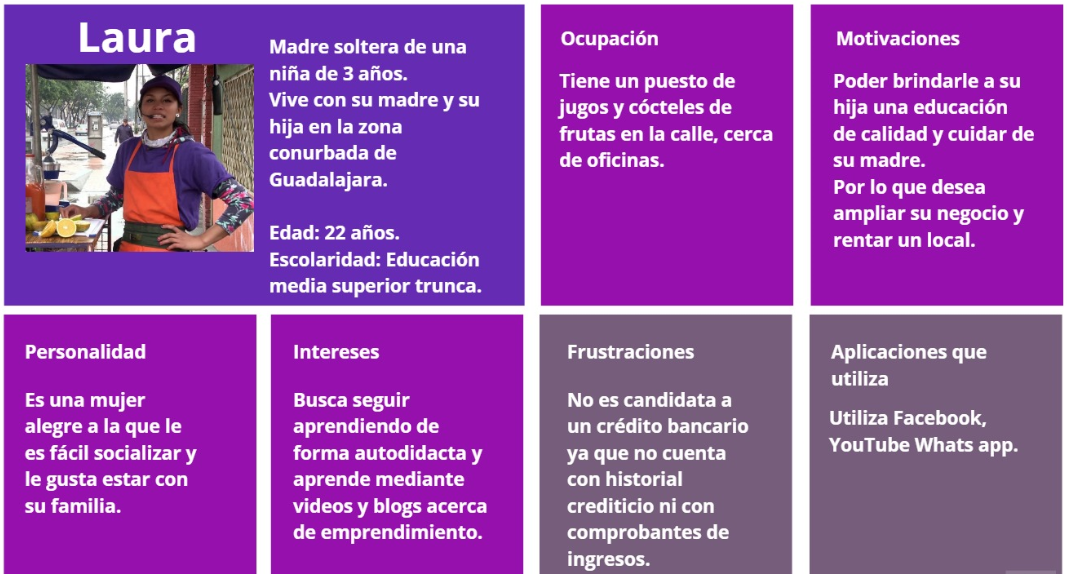 Laura
Madre soltera de una
niña de 3 años.
Vive con su madre y su
hija en la zona
conurbada de
Guadalajara.
Edad: 22 años.
Escolaridad: Educación
media superior trunca.
Ocupación
Tiene un puesto de
jugos y cócteles de
frutas en la calle, cerca
de oficinas.
Motivaciones
Poder brindarle a su
hija una educación
de calidad y cuidar de
su madre.
Por lo que desea
ampliar su negocio y
rentar un local.
Personalidad
Es una mujer
alegre a la que le
es fácil socializar y
le gusta estar con
su familia.
Intereses
Busca seguir
aprendiendo de
forma autodidacta y
aprende mediante
videos y blogs acerca
de emprendimiento.
Frustraciones
No es candidata a
un crédito bancario
ya que no cuenta
con historial
crediticio ni con
comprobantes de
ingresos.
Aplicaciones que
utiliza
Utiliza Facebook,
YouTube Whats app.